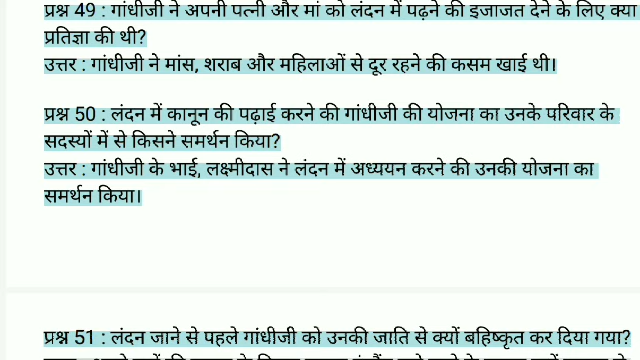 प्रश्न 49 : गांधीजी ने अपनी पत्नी और मां को लंदन में पढ़ने की इजाजत देने के लिए क्या
प्रतिज्ञा की थी?
उत्तर : गांधीजी ने मांस, शराब और महिलाओं से दूर रहने की कसम खाई थी।
प्रश्न 50 : लंदन में कानून की पढ़ाई करने की गांधीजी की योजना का उनके परिवार के
सदस्यों में से किसने समर्थन किया?
उत्तर : गांधीजी के भाई, लक्ष्मीदास ने लंदन में अध्ययन करने की उनकी योजना का
समर्थन किया।
प्रश्न 51 : लंदन जाने से पहले गांधीजी को उनकी जाति से क्यों बहिष्कृत कर दिया गया?